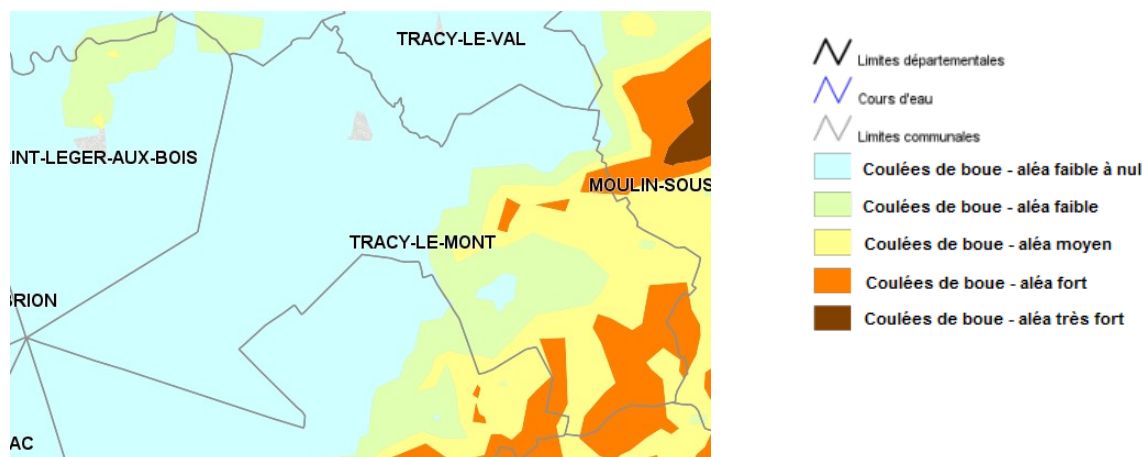 TRACY-LE-VAL
INT-LEGER-AUX-BOIS
MOULIN-SOUS
TRACY-LE-MONT
BRION
AC
Limites départementales
Cours d'eau
Limites communales
Coulées de boue - aléa faible à nul
Coulées de boue - aléa faible
Coulées de boue - aléa moyen
Coulées de boue - aléa fort
Coulées de boue - aléa très fort